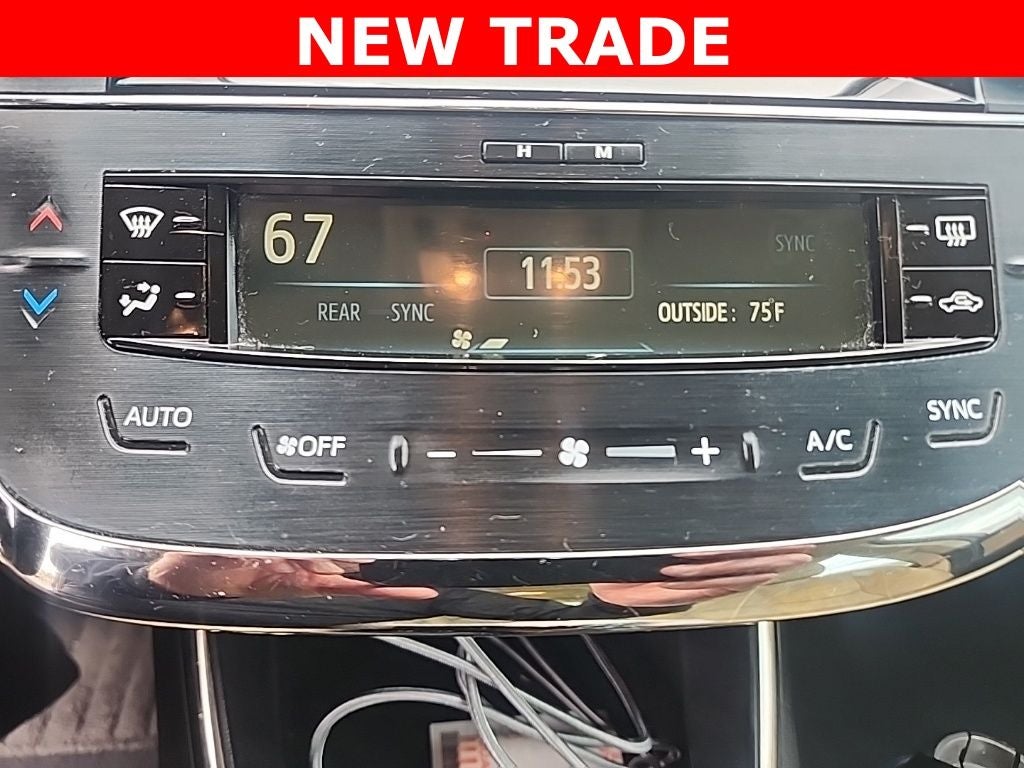 NEW TRADE
H M
67
SYNC
11:53
REAR SYNC
OUTSIDE: 75F
AUTO
OFF
- +
A/C
SYNC